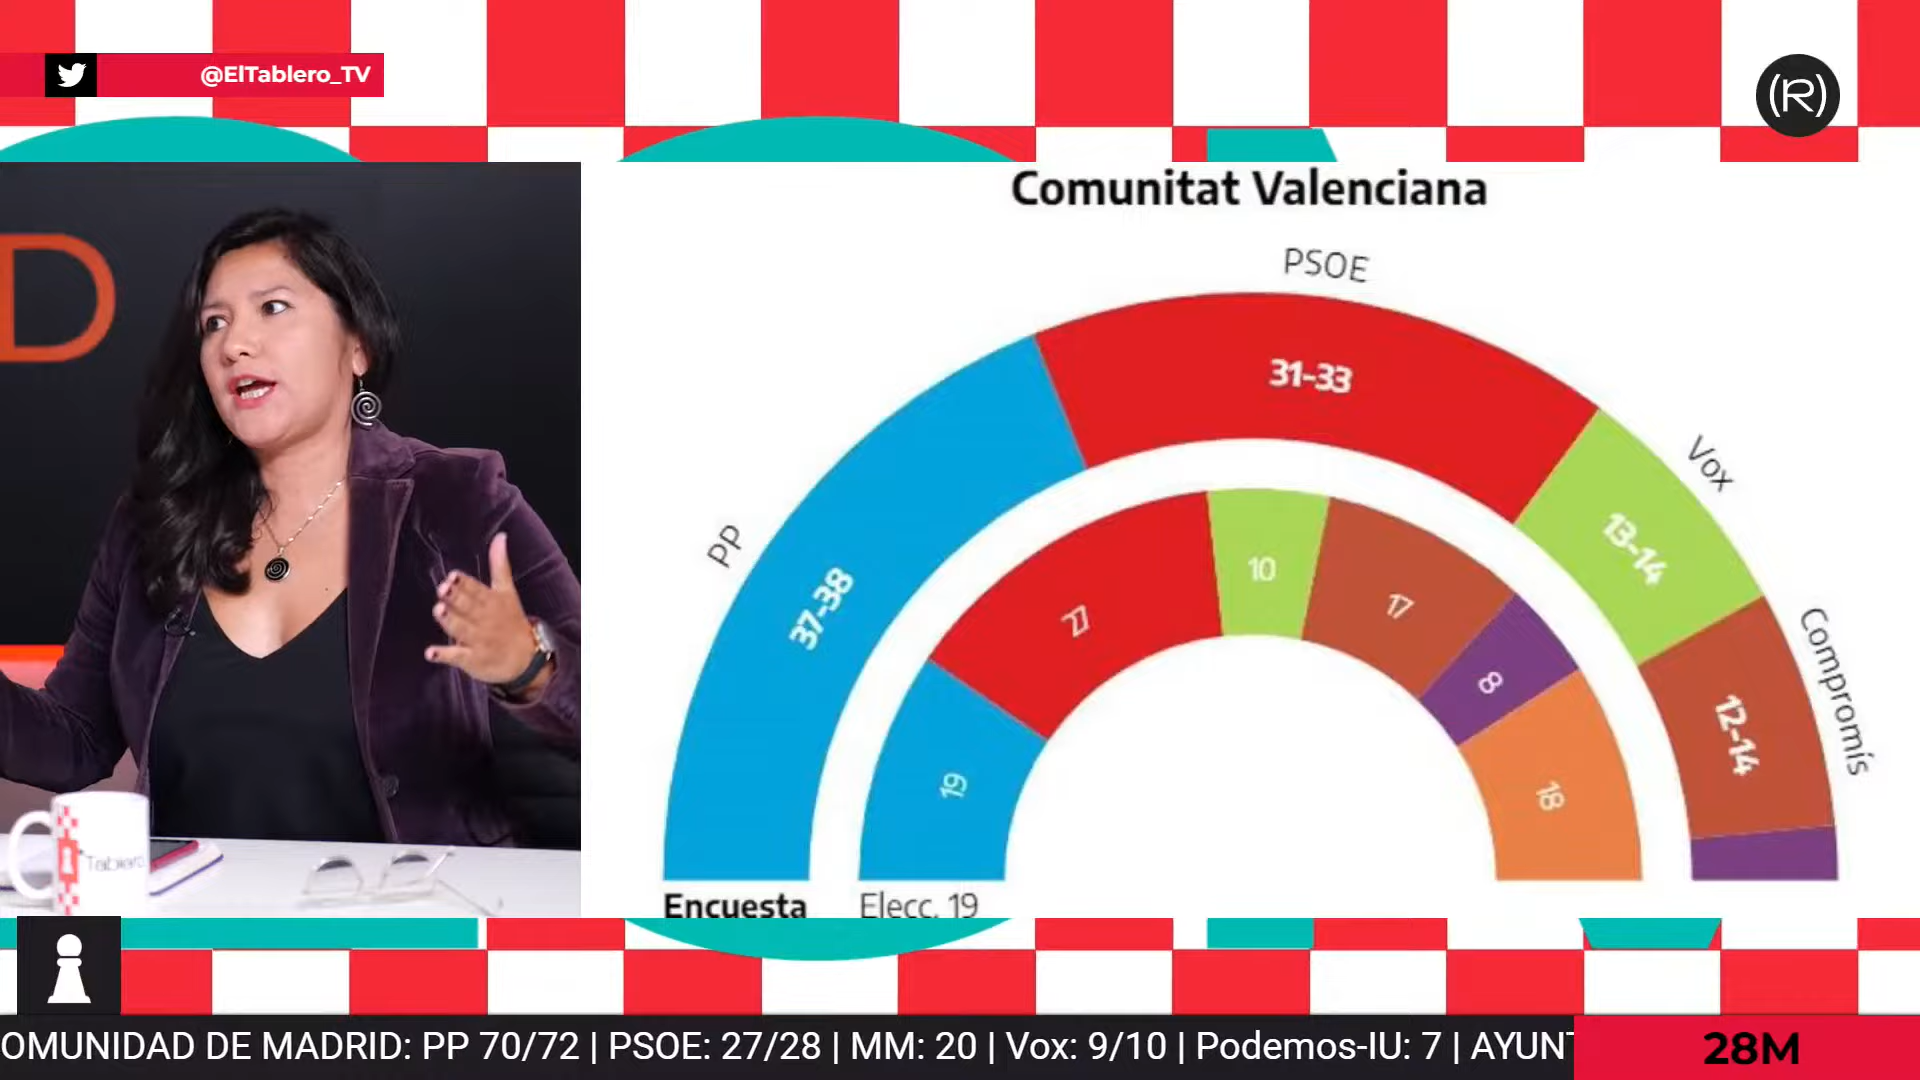 @ElTablero_TV
(R)
D
Comunitat Valenciana
PSOE
31-33
Vox
13-14
PP
37-38
Compromís
12-14
27
10
17
8
19
18
Encuesta
Elecc. 19
Tablero
OMUNIDAD DE MADRID: PP 70/72 | PSOE: 27/28 | MM: 20 | Vox: 9/10 | Podemos-IU: 7 | AYUNT
28M